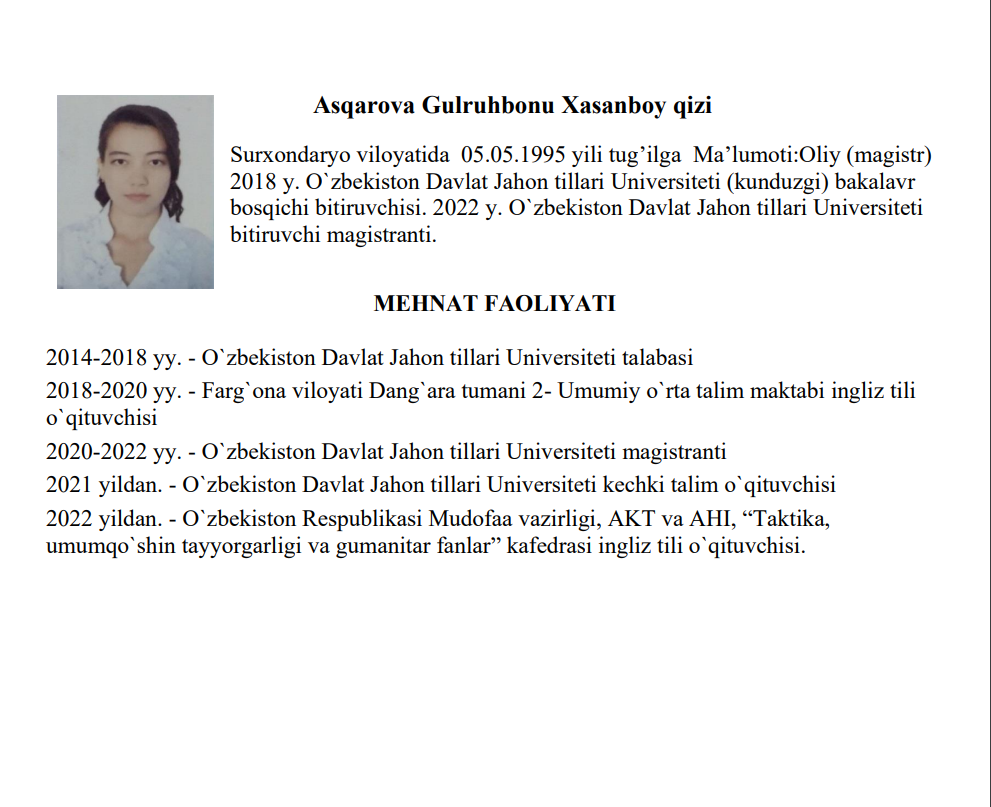 Asqarova Gulruhbonu Xasanboy qizi
Surxondaryo viloyatida 05.05.1995 yili tug’ilga Ma’lumoti:Oliy (magistr)
2018 y. O`zbekiston Davlat Jahon tillari Universiteti (kunduzgi) bakalavr
bosqichi bitiruvchisi. 2022 y. O`zbekiston Davlat Jahon tillari Universiteti
bitiruvchi magistranti.
MEHNAT FAOLIYATI
2014-2018 yy. - O`zbekiston Davlat Jahon tillari Universiteti talabasi
2018-2020 yy. - Farg`ona viloyati Dang`ara tumani 2- Umumiy o`rta talim maktabi ingliz tili
o`qituvchisi
2020-2022 yy. - O`zbekiston Davlat Jahon tillari Universiteti magistranti
2021 yildan. - O`zbekiston Davlat Jahon tillari Universiteti kechki talim o`qituvchisi
2022 yildan. - O`zbekiston Respublikasi Mudofaa vazirligi, AKT va AHI, “Taktika,
umumqo`shin tayyorgarligi va gumanitar fanlar” kafedrasi ingliz tili o`qituvchisi.